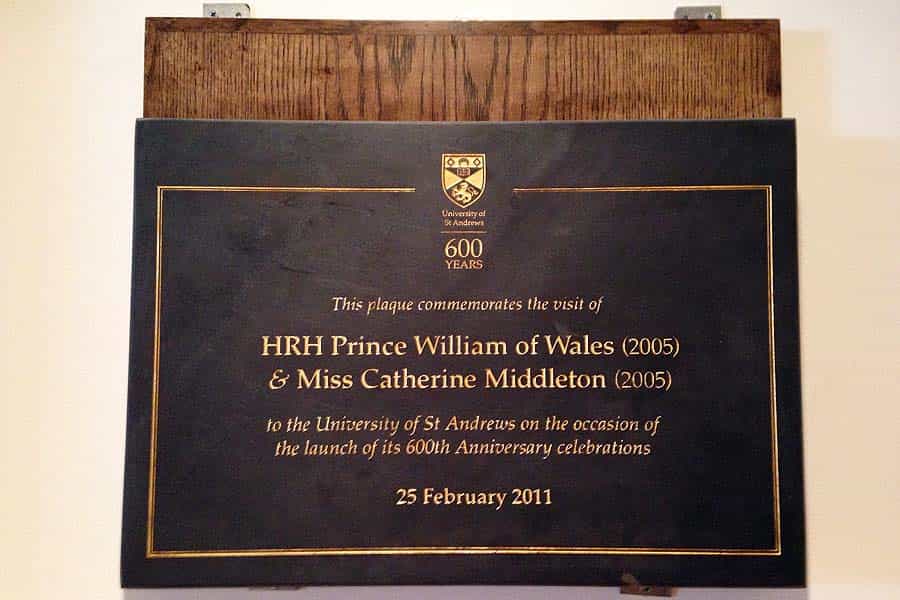 University of
St Andrews
600
YEARS
This plaque commemorates the visit of
HRH Prince William of Wales (2005)
& Miss Catherine Middleton (2005)
to the University of St Andrews on the occasion of
the launch of its 600th Anniversary celebrations
25 February 2011